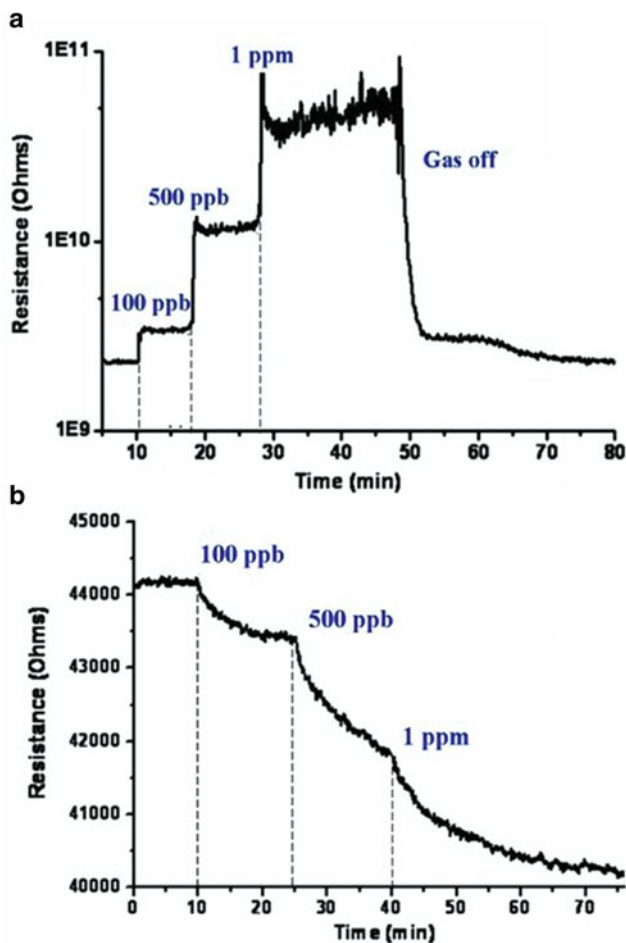 a
1E11
1 ppm
500 ppb
Gas off
1E10
100 ppb
1E9
Resistance (Ohms)
10 20 30 40 50 60 70 80
Time (min)
b
45000
100 ppb
44000
500 ppb
43000
1 ppm
42000
41000
40000
Resistance (Ohms)
0 10 20 30 40 50 60 70
Time (min)